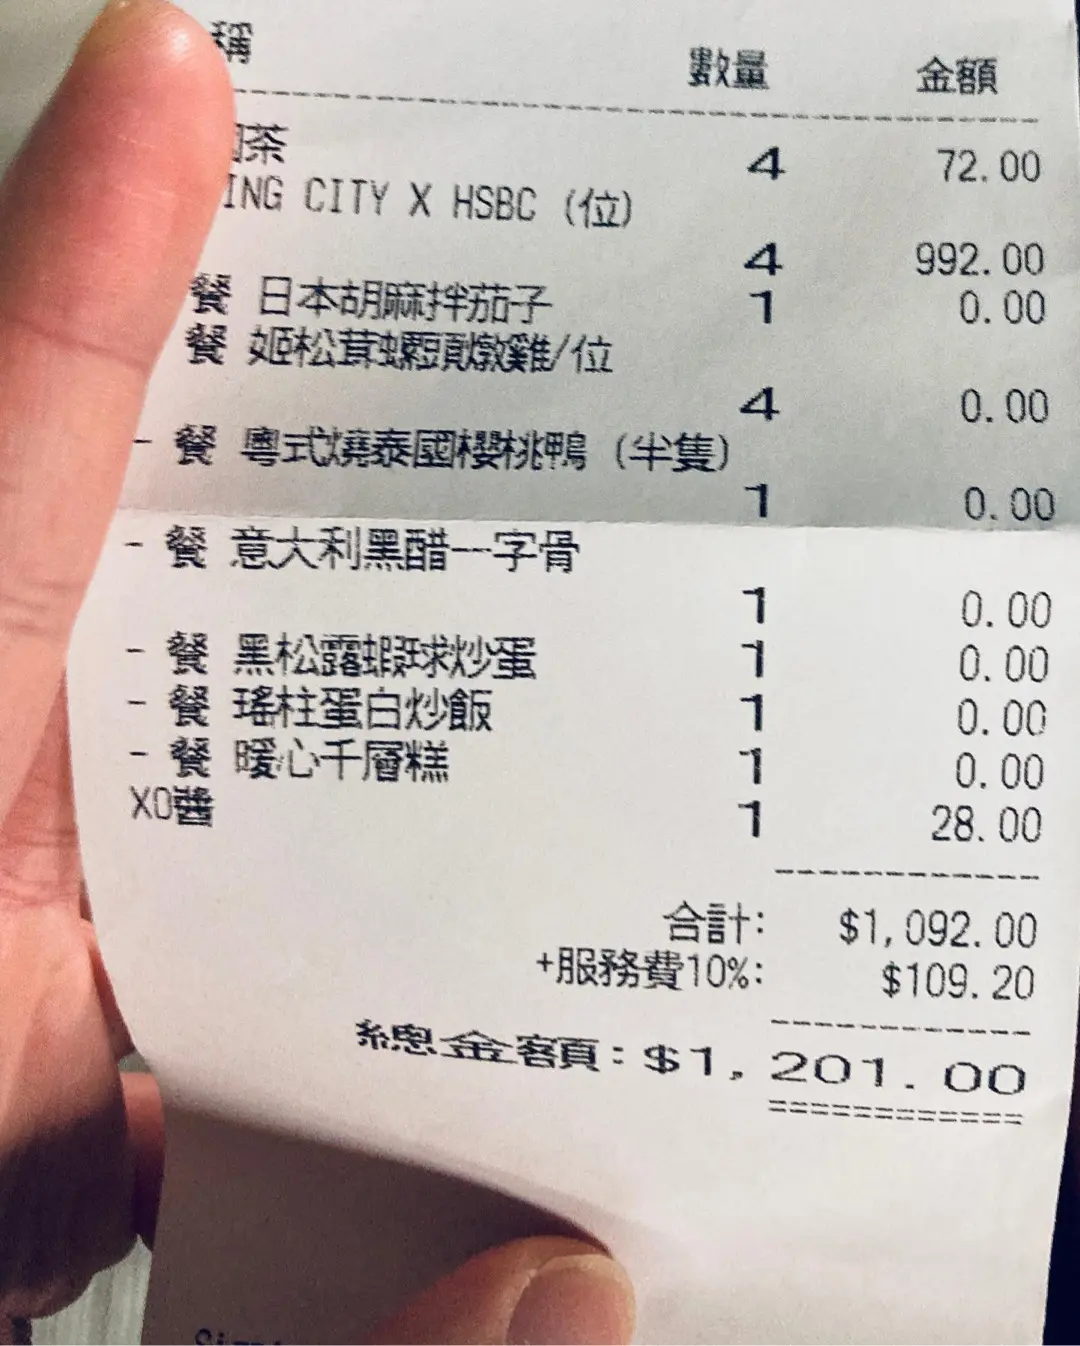 稱 數量 金額
茶 4 72.00
ING CITY X HSBC (位)
4 992.00
餐 日本胡麻拌茄子 1 0.00
餐 姬松茸螺頭燉雞/位
4 0.00
- 餐 粵式燒泰國櫻桃鴨 (半隻)
1 0.00
- 餐 意大利黑醋一字骨
1 0.00
- 餐 黑松露蝦球炒蛋 1 0.00
- 餐 瑤柱蛋白炒飯 1 0.00
- 餐 暖心千層糕 1 0.00
XO醬 1 28.00
合計: $1,092.00
+服務費10%: $109.20
總金額: $1,201.00